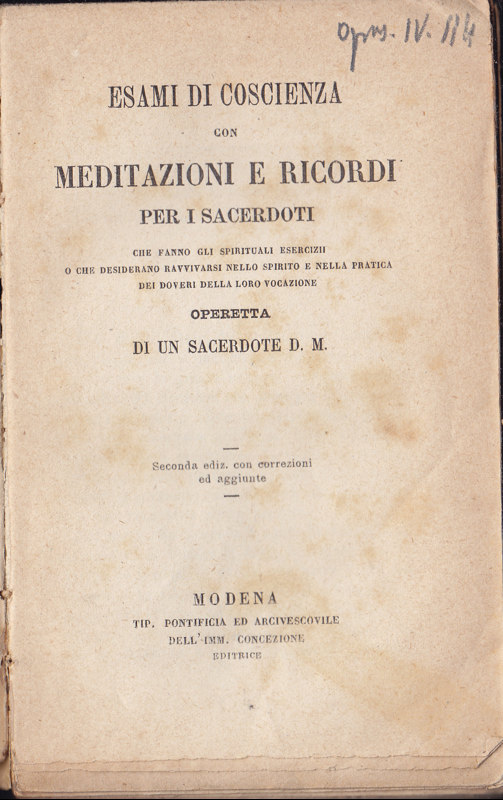 Opus. IV. 114
ESAMI DI COSCIENZA
CON
MEDITAZIONI E RICORDI
PER I SACERDOTI
CHE FANNO GLI SPIRITUALI ESERCIZII
O CHE DESIDERANO RAVVIVARSI NELLO SPIRITO E NELLA PRATICA
DEI DOVERI DELLA LORO VOCAZIONE
OPERETTA
DI UN SACERDOTE D. M.
Seconda ediz. con correzioni
ed aggiunte
MODENA
TIP. PONTIFICIA ED ARCIVESCOVILE
DELL'IMM. CONCEZIONE
EDITRICE